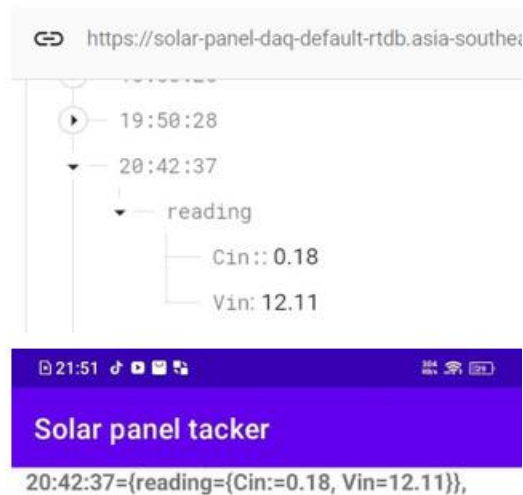 https://solar-panel-daq-default-rtdb.asia-southea
19:50:28
20:42:37
reading
Cin:: 0.18
Vin: 12.11
21:51
Solar panel tacker
20:42:37={reading={Cin:=0.18, Vin=12.11}},